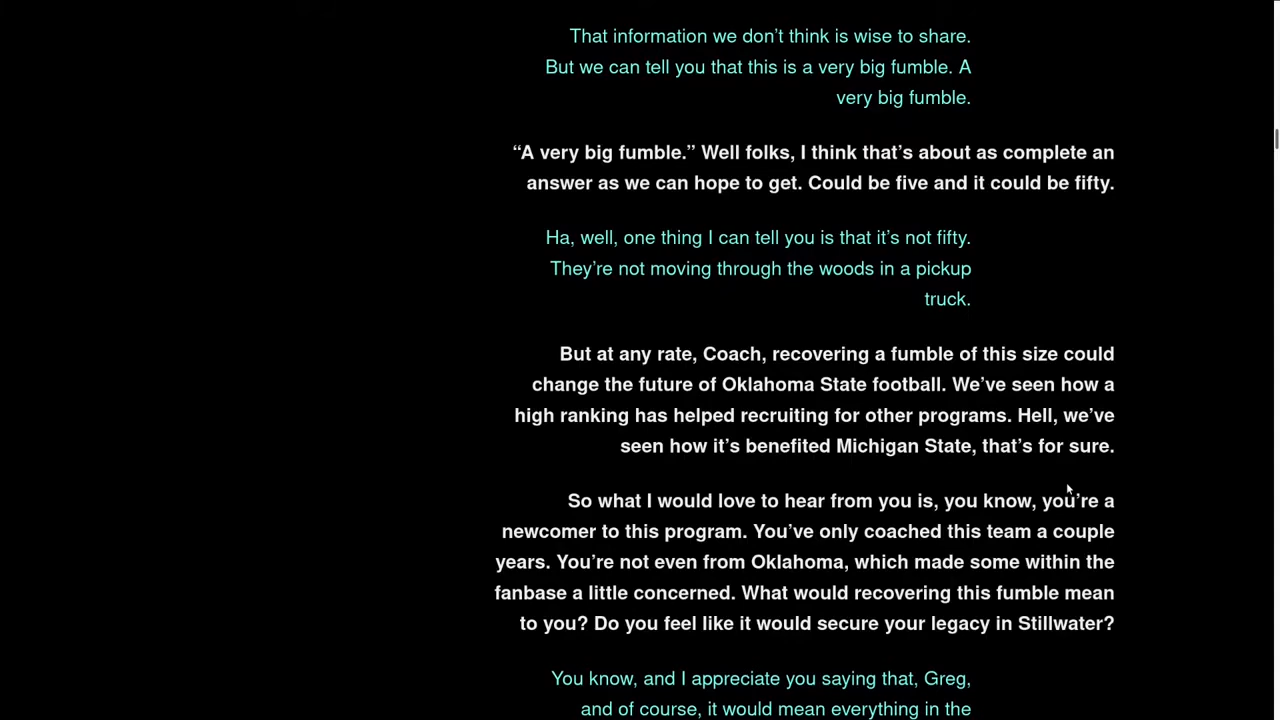 That information we don’t think is wise to share.
But we can tell you that this is a very big fumble. A
very big fumble.
“A very big fumble.” Well folks, I think that’s about as complete an
answer as we can hope to get. Could be five and it could be fifty.
Ha, well, one thing I can tell you is that it’s not fifty.
They’re not moving through the woods in a pickup
truck.
But at any rate, Coach, recovering a fumble of this size could
change the future of Oklahoma State football. We’ve seen how a
high ranking has helped recruiting for other programs. Hell, we’ve
seen how it’s benefited Michigan State, that’s for sure.
So what I would love to hear from you is, you know, you’re a
newcomer to this program. You’ve only coached this team a couple
years. You’re not even from Oklahoma, which made some within the
fanbase a little concerned. What would recovering this fumble mean
to you? Do you feel like it would secure your legacy in Stillwater?
You know, and I appreciate you saying that, Greg,
and of course, it would mean everything in the